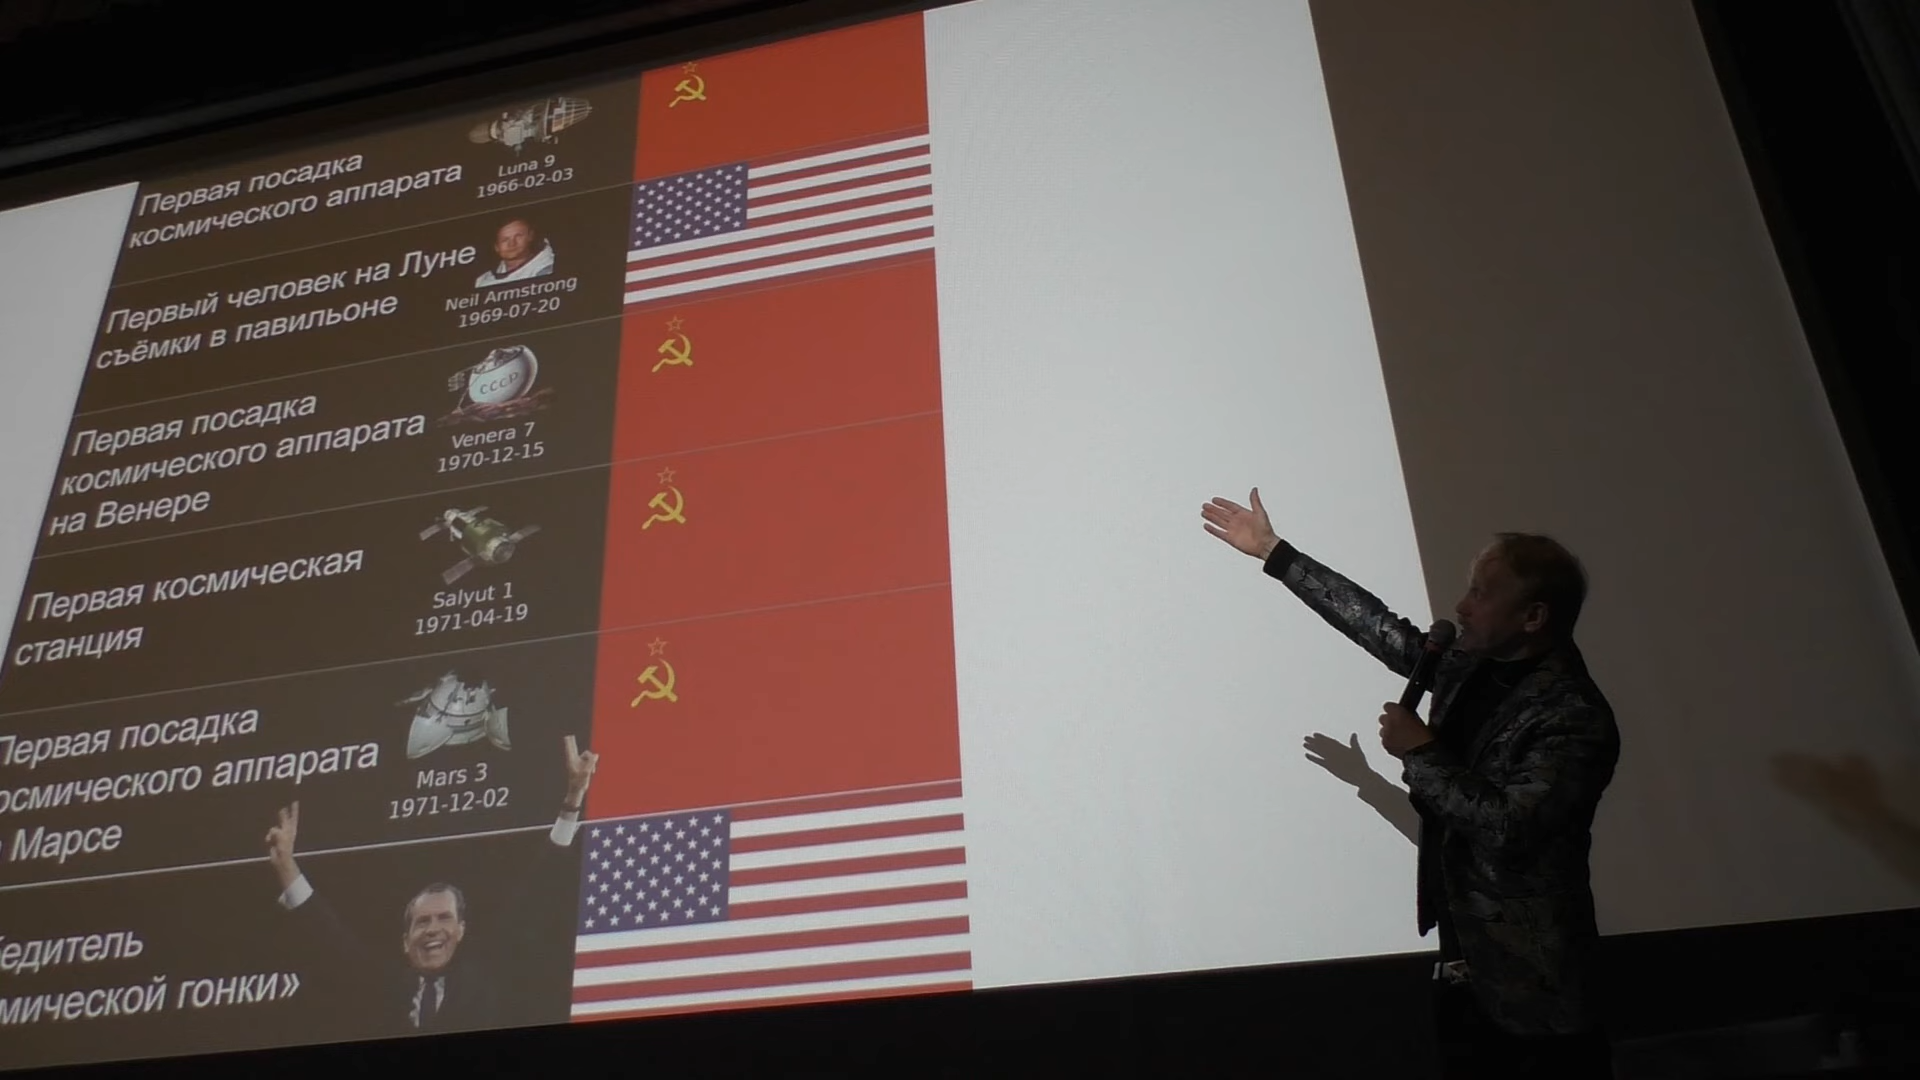 Первая посадка
космического аппарата
Luna 9
1966-02-03
Первый человек на Луне
съёмки в павильоне
Neil Armstrong
1969-07-20
Первая посадка
космического аппарата
на Венере
СССР
Venera 7
1970-12-15
Первая космическая
станция
Salyut 1
1971-04-19
Первая посадка
осмического аппарата
Марсе
Mars 3
1971-12-02
едитель
мической гонки»